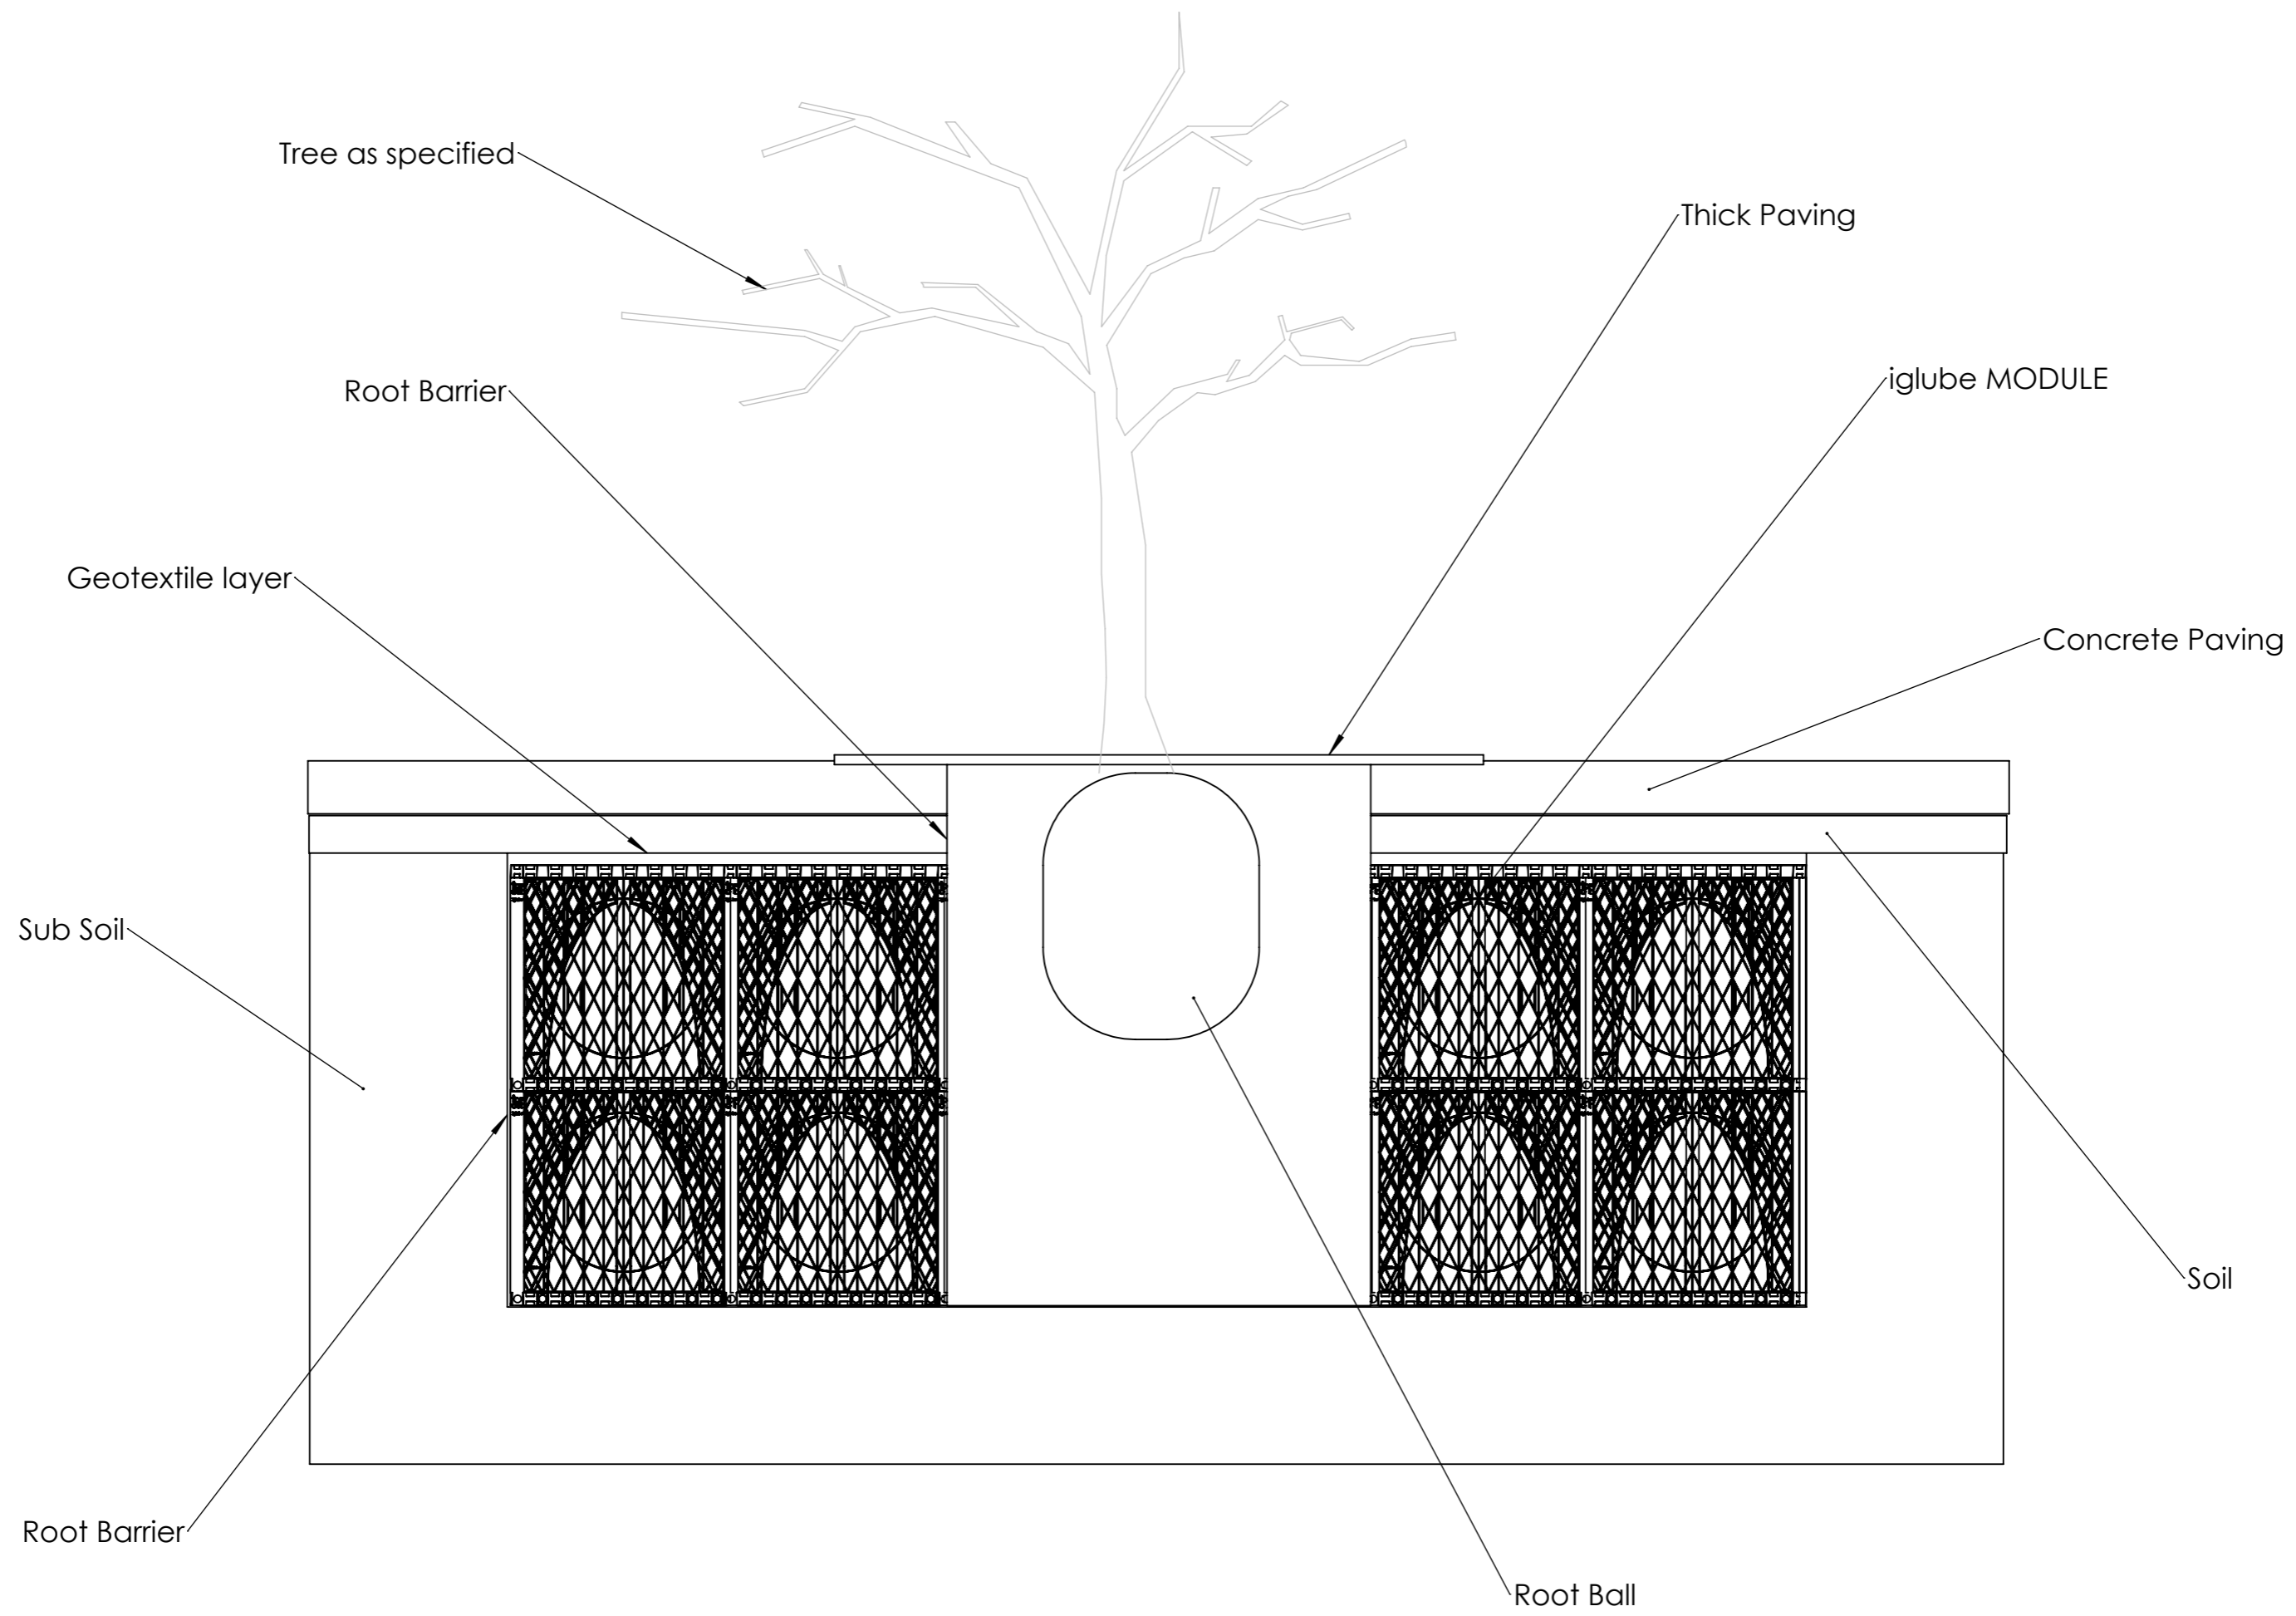 Tree as specified
Thick Paving
iglube MODULE
Root Barrier
Geotextile layer
Concrete Paving
Sub Soil
Soil
Root Barrier
Root Ball